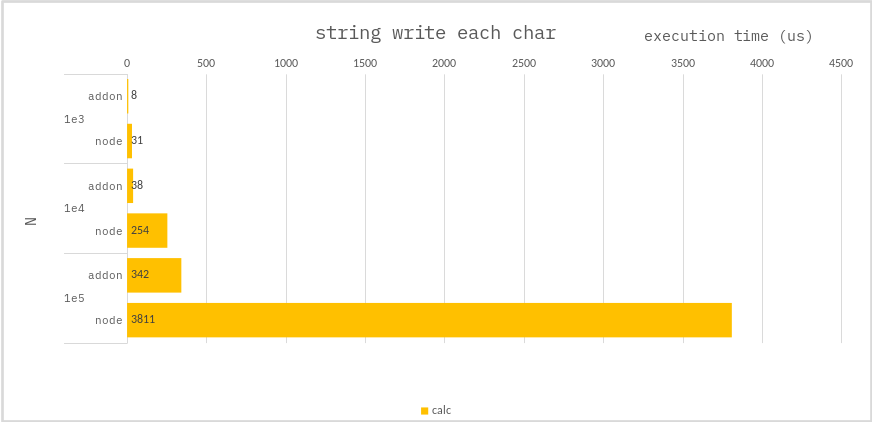 string write each char
execution time (us)
0 500 1000 1500 2000 2500 3000 3500 4000 4500
addon 8
1e3
node 31
addon 38
1e4
N
node 254
addon 342
1e5
node 3811
calc